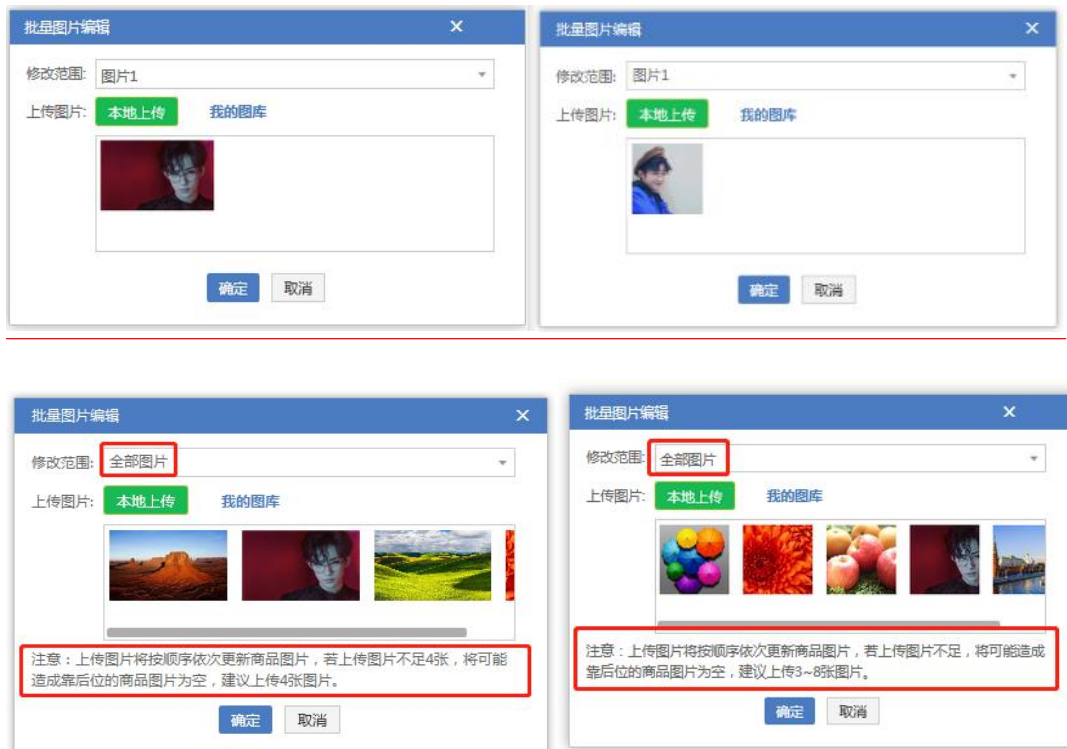 批量图片编辑
修改范围: 图片1
上传图片: 本地上传 我的图库
确定 取消
批量图片编辑
修改范围: 图片1
上传图片: 本地上传 我的图库
确定 取消
批量图片编辑
修改范围: 全部图片
上传图片: 本地上传 我的图库
注意：上传图片将按顺序依次更新商品图片，若上传图片不足4张，将可能
造成靠后位的商品图片为空，建议上传4张图片。
确定 取消
批量图片编辑
修改范围: 全部图片
上传图片: 本地上传 我的图库
注意：上传图片将按顺序依次更新商品图片，若上传图片不足，将可能造成
靠后位的商品图片为空，建议上传3~8张图片。
确定 取消